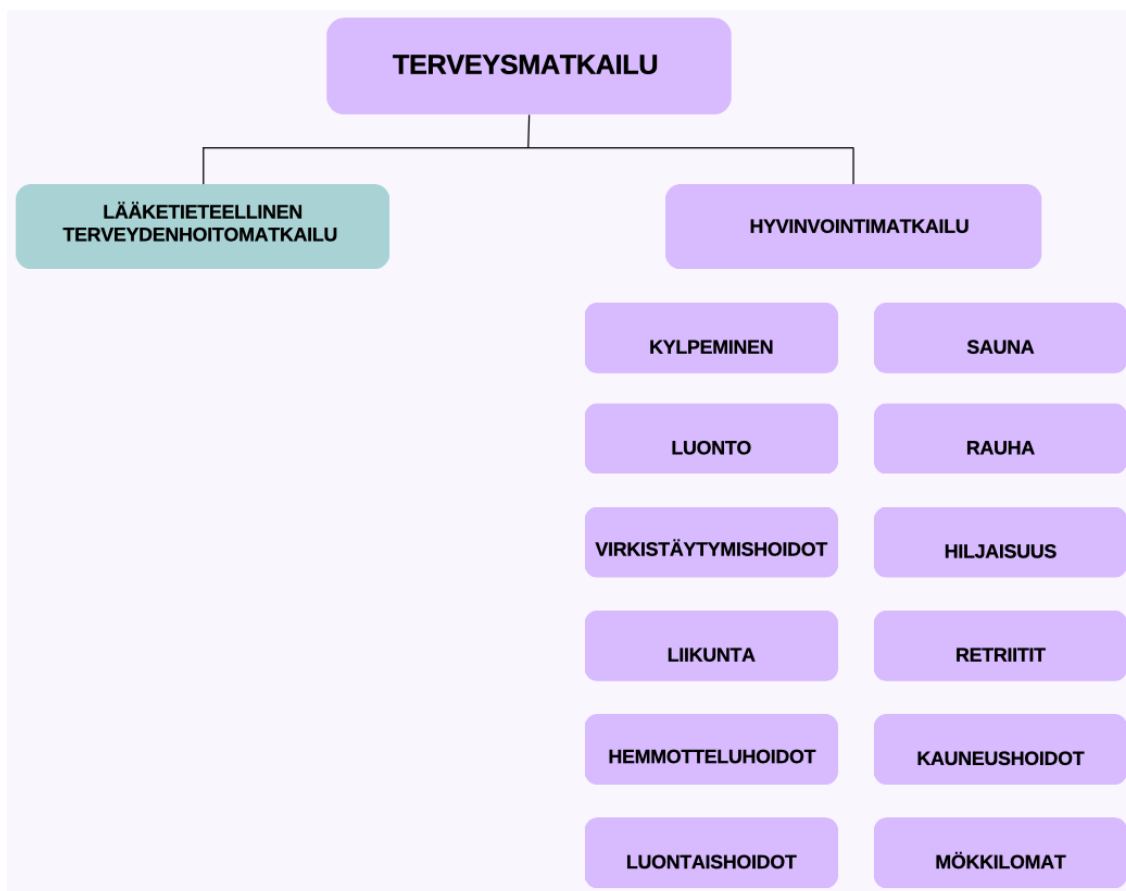 TERVEYSMATKAILU
LÄÄKETIETEELLINEN
TERVEYDENHOITOMATKAILU
HYVINVOINTIMATKAILU
KYLPEMINEN
SAUNA
LUONTO
RAUHA
VIRKISTÄYTYMISHOIDOT
HILJAISUUS
LIIKUNTA
RETRIITIT
HEMMOTTELUHOIDOT
KAUNEUSHOIDOT
LUONTAISHOIDOT
MÖKKILOMAT